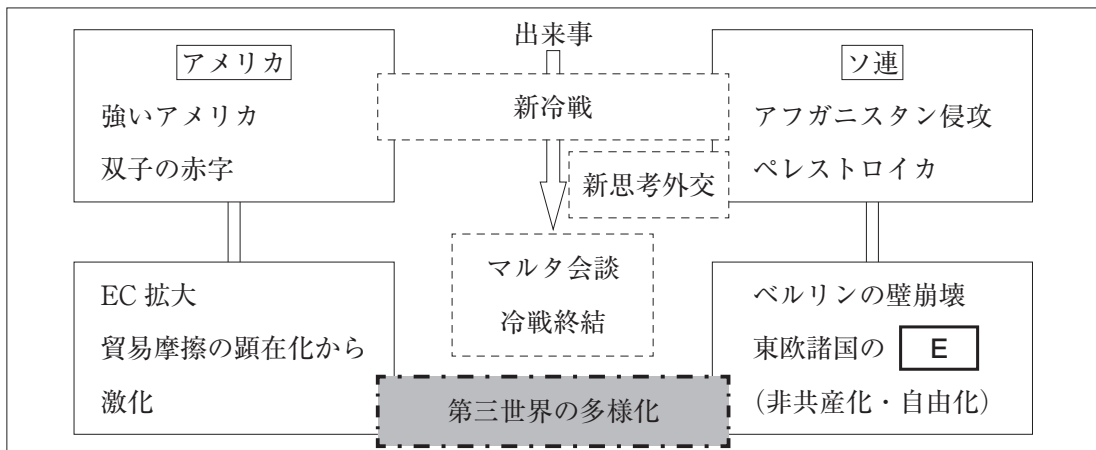 出来事
アメリカ
強いアメリカ
双子の赤字
新冷戦
ソ連
アフガニスタン侵攻
ペレストロイカ
新思考外交
マルタ会談
冷戦終結
EC 拡大
貿易摩擦の顕在化から
激化
ベルリンの壁崩壊
東欧諸国の E
(非共産化・自由化)
第三世界の多様化